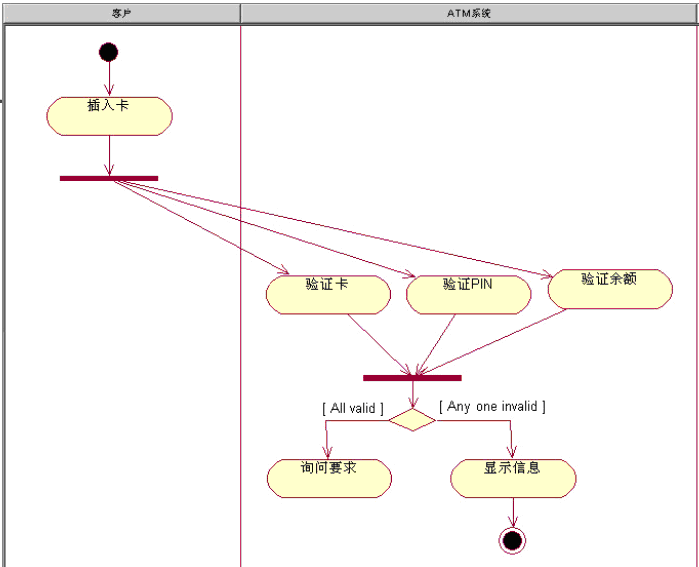 客户
ATM系统
插入卡
验证卡
验证PIN
验证余额
[ All valid ]
[ Any one invalid ]
询问要求
显示信息